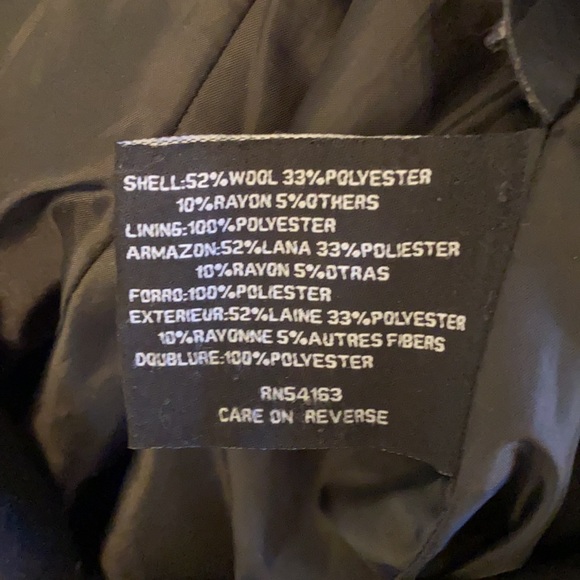 SHELL:52%WOOL 33%POLYESTER
10%RAYON 5%OTHERS
LINING:100%POLYESTER
ARMAZON:52%LANA 33%POLIESTER
10%RAYON 5%OTRAS
FORRO:100%POLIESTER
EXTERIEUR:52%LAINE 33%POLYESTER
10%RAYONNE 5%AUTRES FIBERS
DOUBLURE:100%POLYESTER
RN54163
CARE ON REVERSE